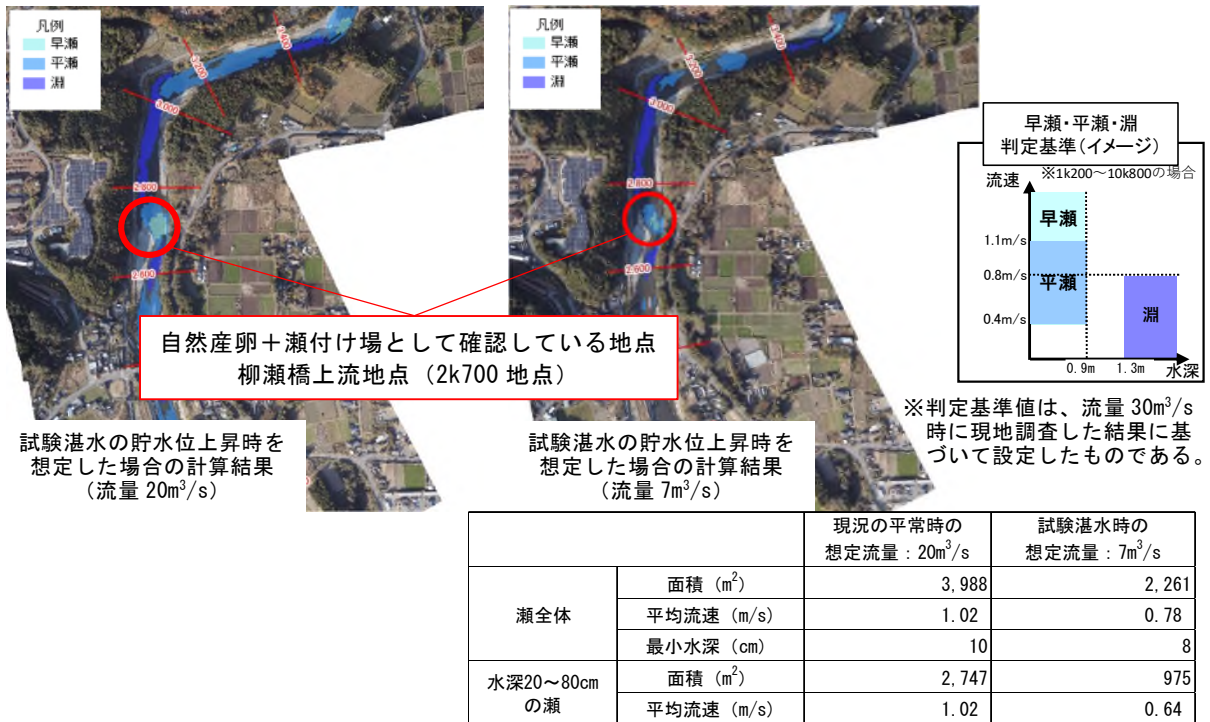 凡例
早瀬
平瀬
淵
2.400
3.200
3.000
2.800
2.600
凡例
早瀬
平瀬
淵
2.400
3.200
3.000
2.800
2.600
自然産卵+瀬付け場として確認している地点
柳瀬橋上流地点(2k700 地点)
試験湛水の貯水位上昇時を
想定した場合の計算結果
(流量 20m³/s)
試験湛水の貯水位上昇時を
想定した場合の計算結果
(流量 7m³/s)
早瀬・平瀬・淵
判定基準(イメージ)
※1k200~10k800の場合
流速
早瀬
1.1m/s
0.8m/s
平瀬
淵
0.4m/s
0.9m 1.3m 水深
※判定基準値は、流量 30m³/s
時に現地調査した結果に基
づいて設定したものである。
現況の平常時の
想定流量:20m³/s
試験湛水時の
想定流量:7m³/s
瀬全体
面積(m²) 3,988 2,261
平均流速(m/s) 1.02 0.78
最小水深(cm) 10 8
水深20~80cm
の瀬
面積(m²) 2,747 975
平均流速(m/s) 1.02 0.64